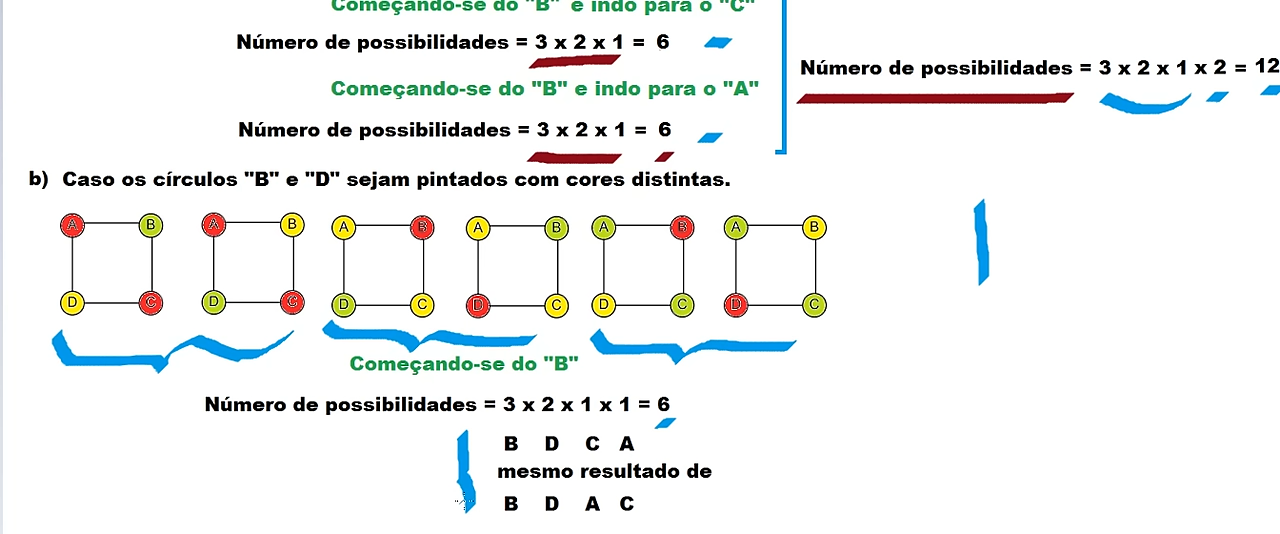 Começando-se do "B" e indo para o "C"
Número de possibilidades = 3 x 2 x 1 = 6
Número de possibilidades = 3 x 2 x 1 x 2 = 12
Começando-se do "B" e indo para o "A"
Número de possibilidades = 3 x 2 x 1 = 6
b) Caso os círculos "B" e "D" sejam pintados com cores distintas.
A B A B A B A B A B A B
D C D C D C D C D C D C
Começando-se do "B"
Número de possibilidades = 3 x 2 x 1 x 1 = 6
B D C A
mesmo resultado de
B D A C